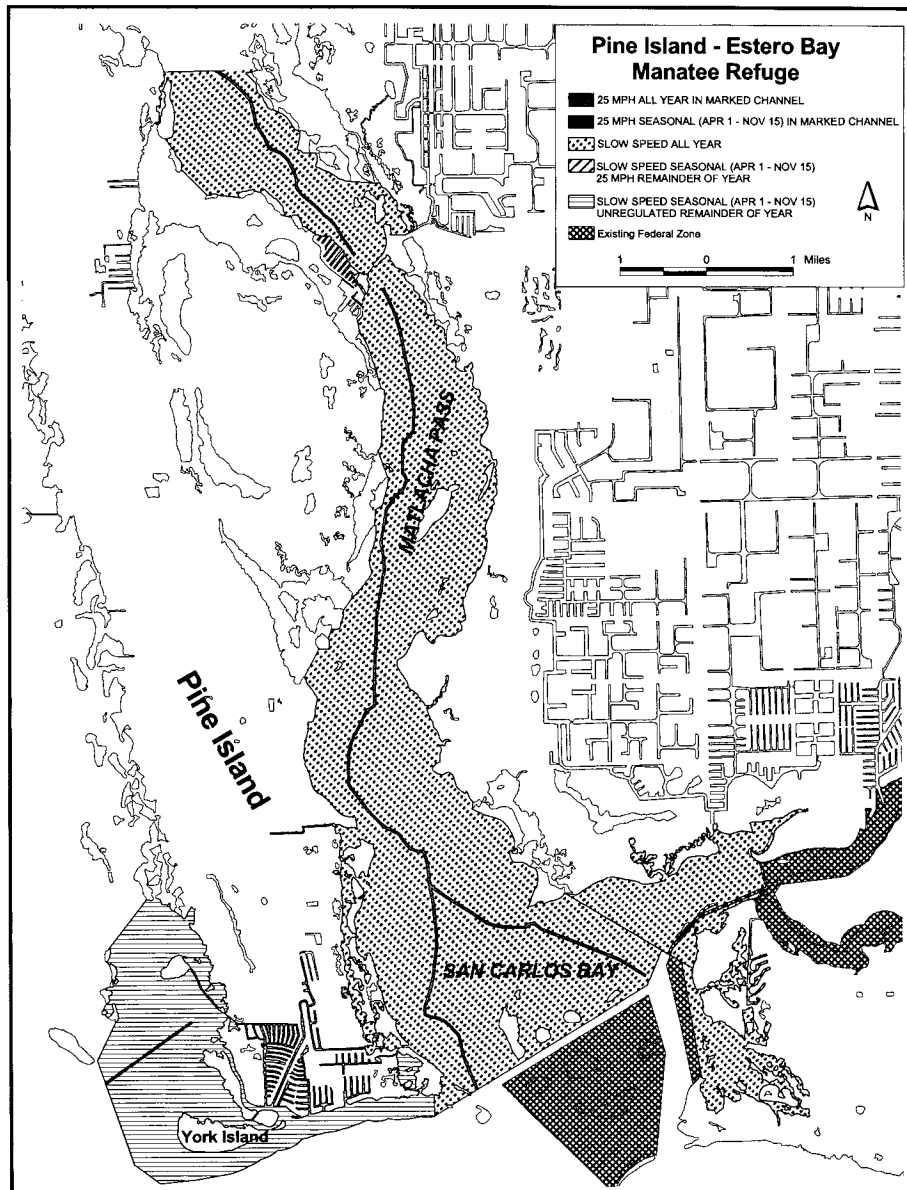 Pine Island - Estero Bay
Manatee Refuge
25 MPH ALL YEAR IN MARKED CHANNEL
25 MPH SEASONAL (APR 1 - NOV 15) IN MARKED CHANNEL
SLOW SPEED ALL YEAR
SLOW SPEED SEASONAL (APR 1 - NOV 15)
25 MPH REMAINDER OF YEAR
SLOW SPEED SEASONAL (APR 1 - NOV 15)
UNREGULATED REMAINDER OF YEAR
N
Existing Federal Zone
1 0 1 Miles
MATLACHA PASS
Pine Island
SAN CARLOS BAY
York Island